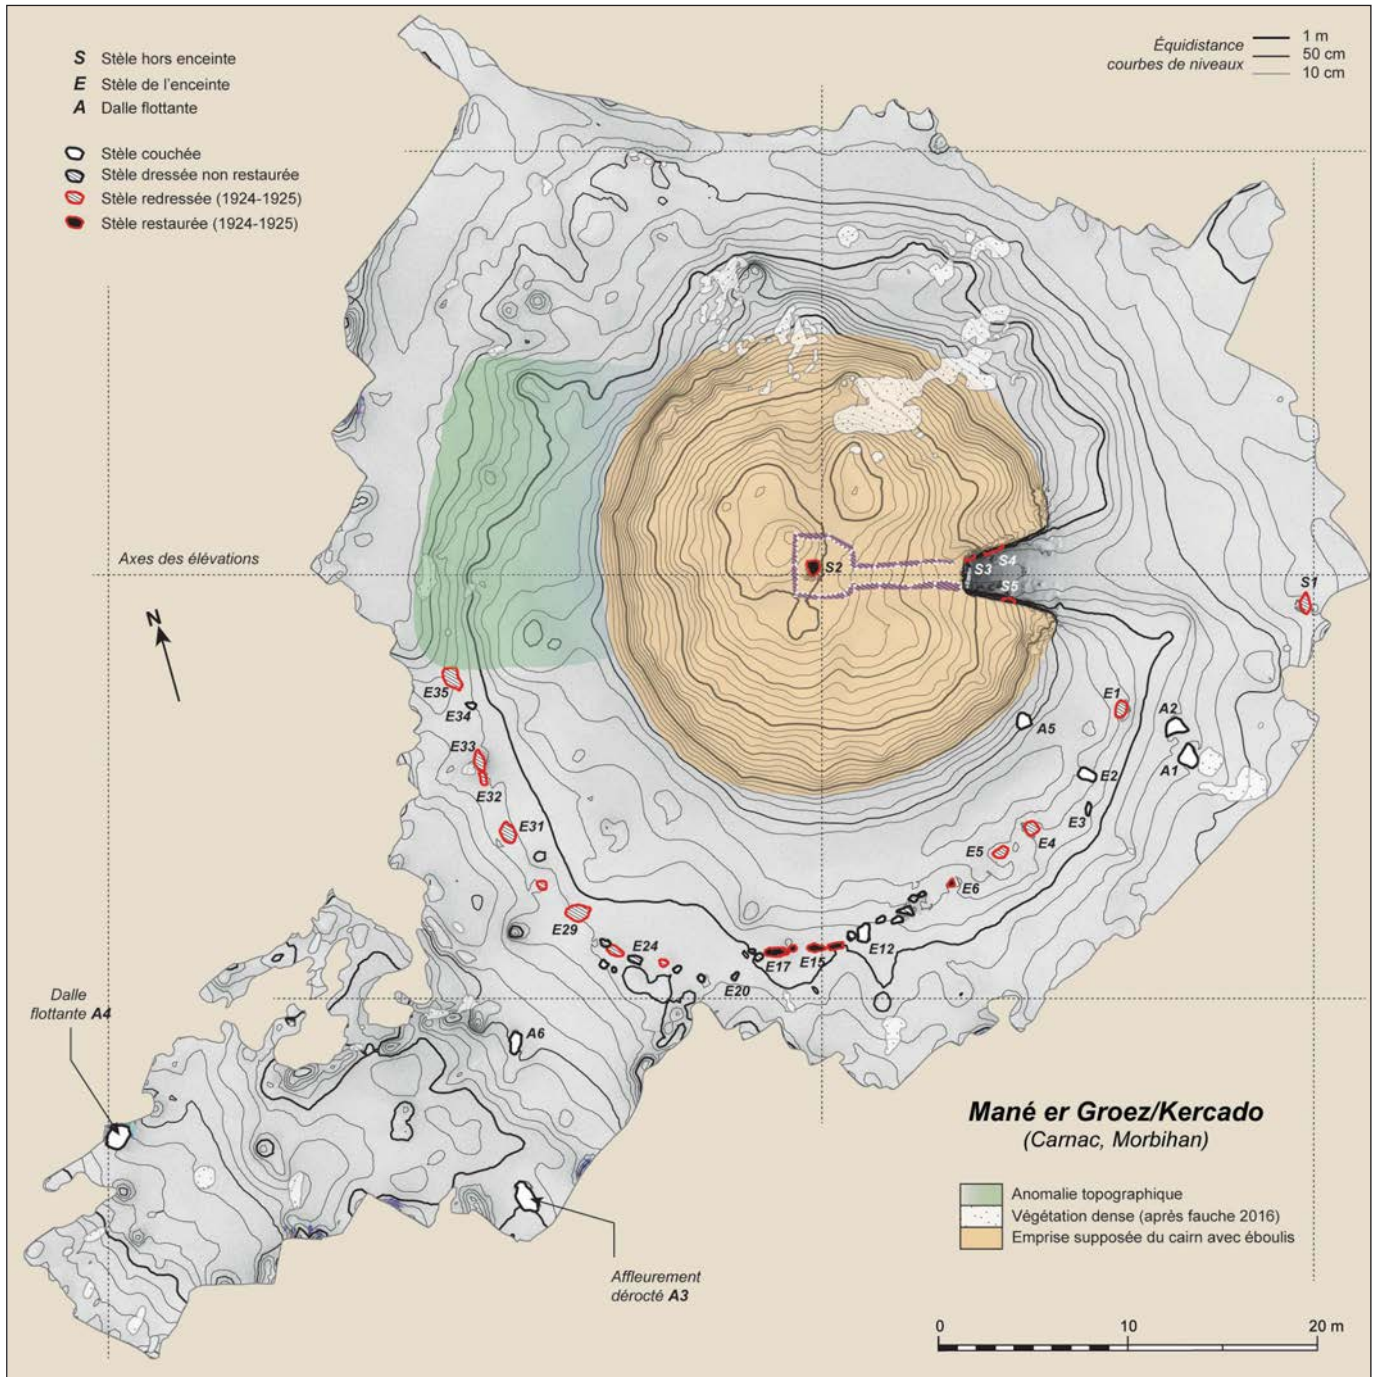 S Stèle hors enceinte
E Stèle de l'enceinte
A Dalle flottante
Stèle couchée
Stèle dressée non restaurée
Stèle redressée (1924-1925)
Stèle restaurée (1924-1925)
Équidistance
courbes de niveaux
1 m
50 cm
10 cm
Axes des élévations
N
S2
S3
S4
S5
S1
E35
E34
E33
E32
E31
E29
E24
E20
E17
E15
E12
E6
E5
E4
E3
E2
E1
A5
A2
A1
A6
Dalle
flottante A4
Affleurement
dérocté A3
Mané er Groez/Kercado
(Carnac, Morbihan)
Anomalie topographique
Végétation dense (après fauche 2016)
Emprise supposée du cairn avec éboulis
0 10 20 m